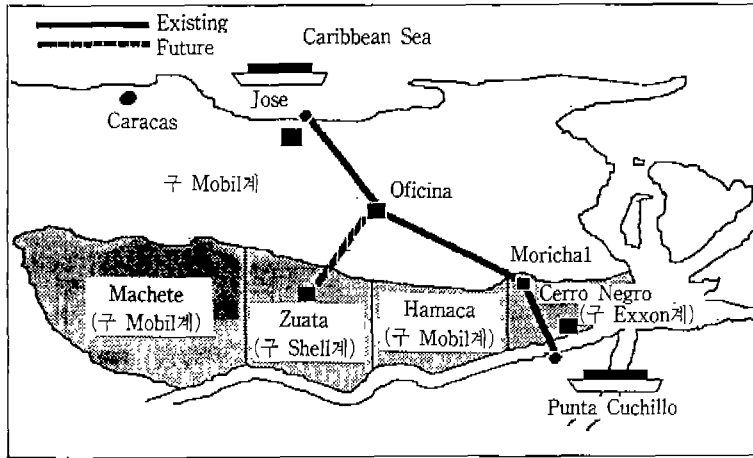 Existing
Future
Caribbean Sea
Jose
Caracas
구 Mobil계
Oficina
Morichal
Machete
(구 Mobil계)
Zuata
(구 Shell계)
Hamaca
(구 Mobil계)
Cerro Negro
(구 Exxon계)
Punta Cuchillo